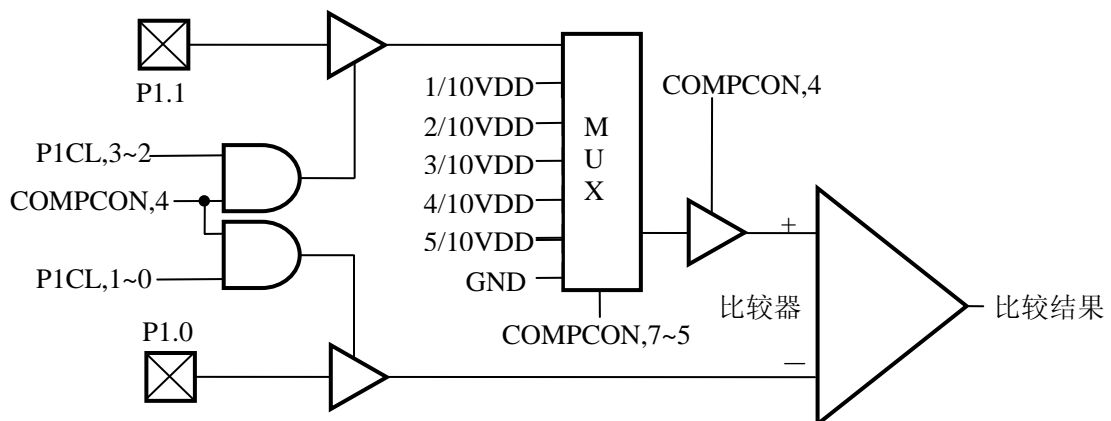 P1.1
1/10VDD
COMPCON,4
2/10VDD
M
U
X
P1CL,3~2
3/10VDD
COMPCON,4
4/10VDD
+
5/10VDD
P1CL,1~0
GND
比较器
比较结果
P1.0
COMPCON,7~5
－